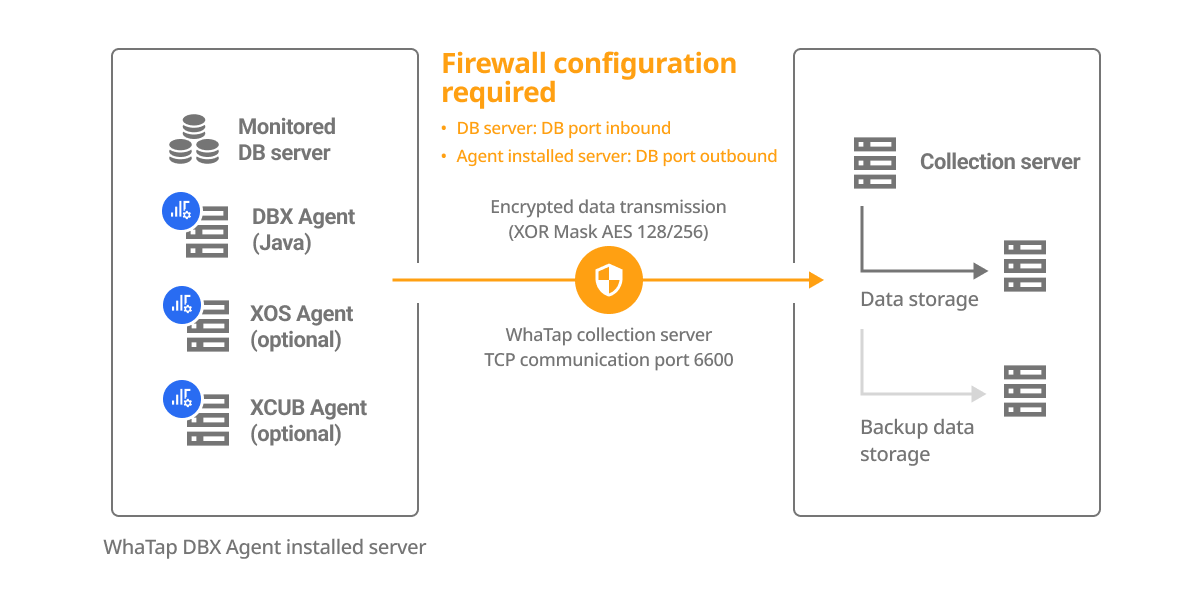 Firewall configuration
required
• DB server: DB port inbound
• Agent installed server: DB port outbound
Monitored
DB server
DBX Agent
(Java)
XOS Agent
(optional)
XCUB Agent
(optional)
WhaTap DBX Agent installed server
Encrypted data transmission
(XOR Mask AES 128/256)
WhaTap collection server
TCP communication port 6600
Collection server
Data storage
Backup data
storage